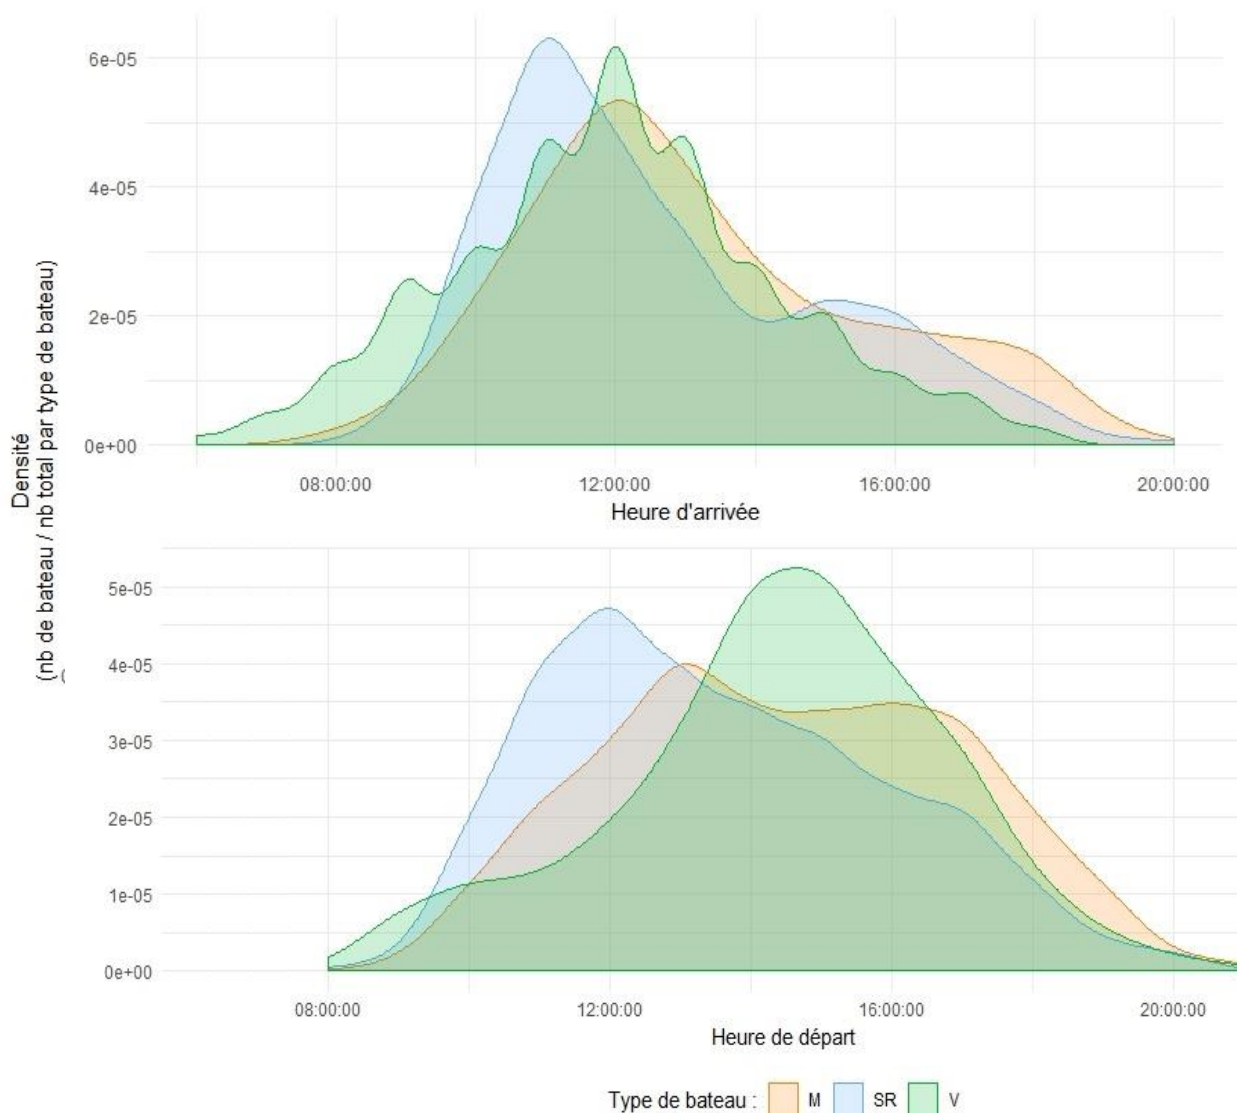 Densité
(nb de bateau / nb total par type de bateau)
6e-05
4e-05
2e-05
0e+00
08:00:00 12:00:00 16:00:00 20:00:00
Heure d'arrivée
5e-05
4e-05
3e-05
2e-05
1e-05
0e+00
08:00:00 12:00:00 16:00:00 20:00:00
Heure de départ
Type de bateau : M SR V